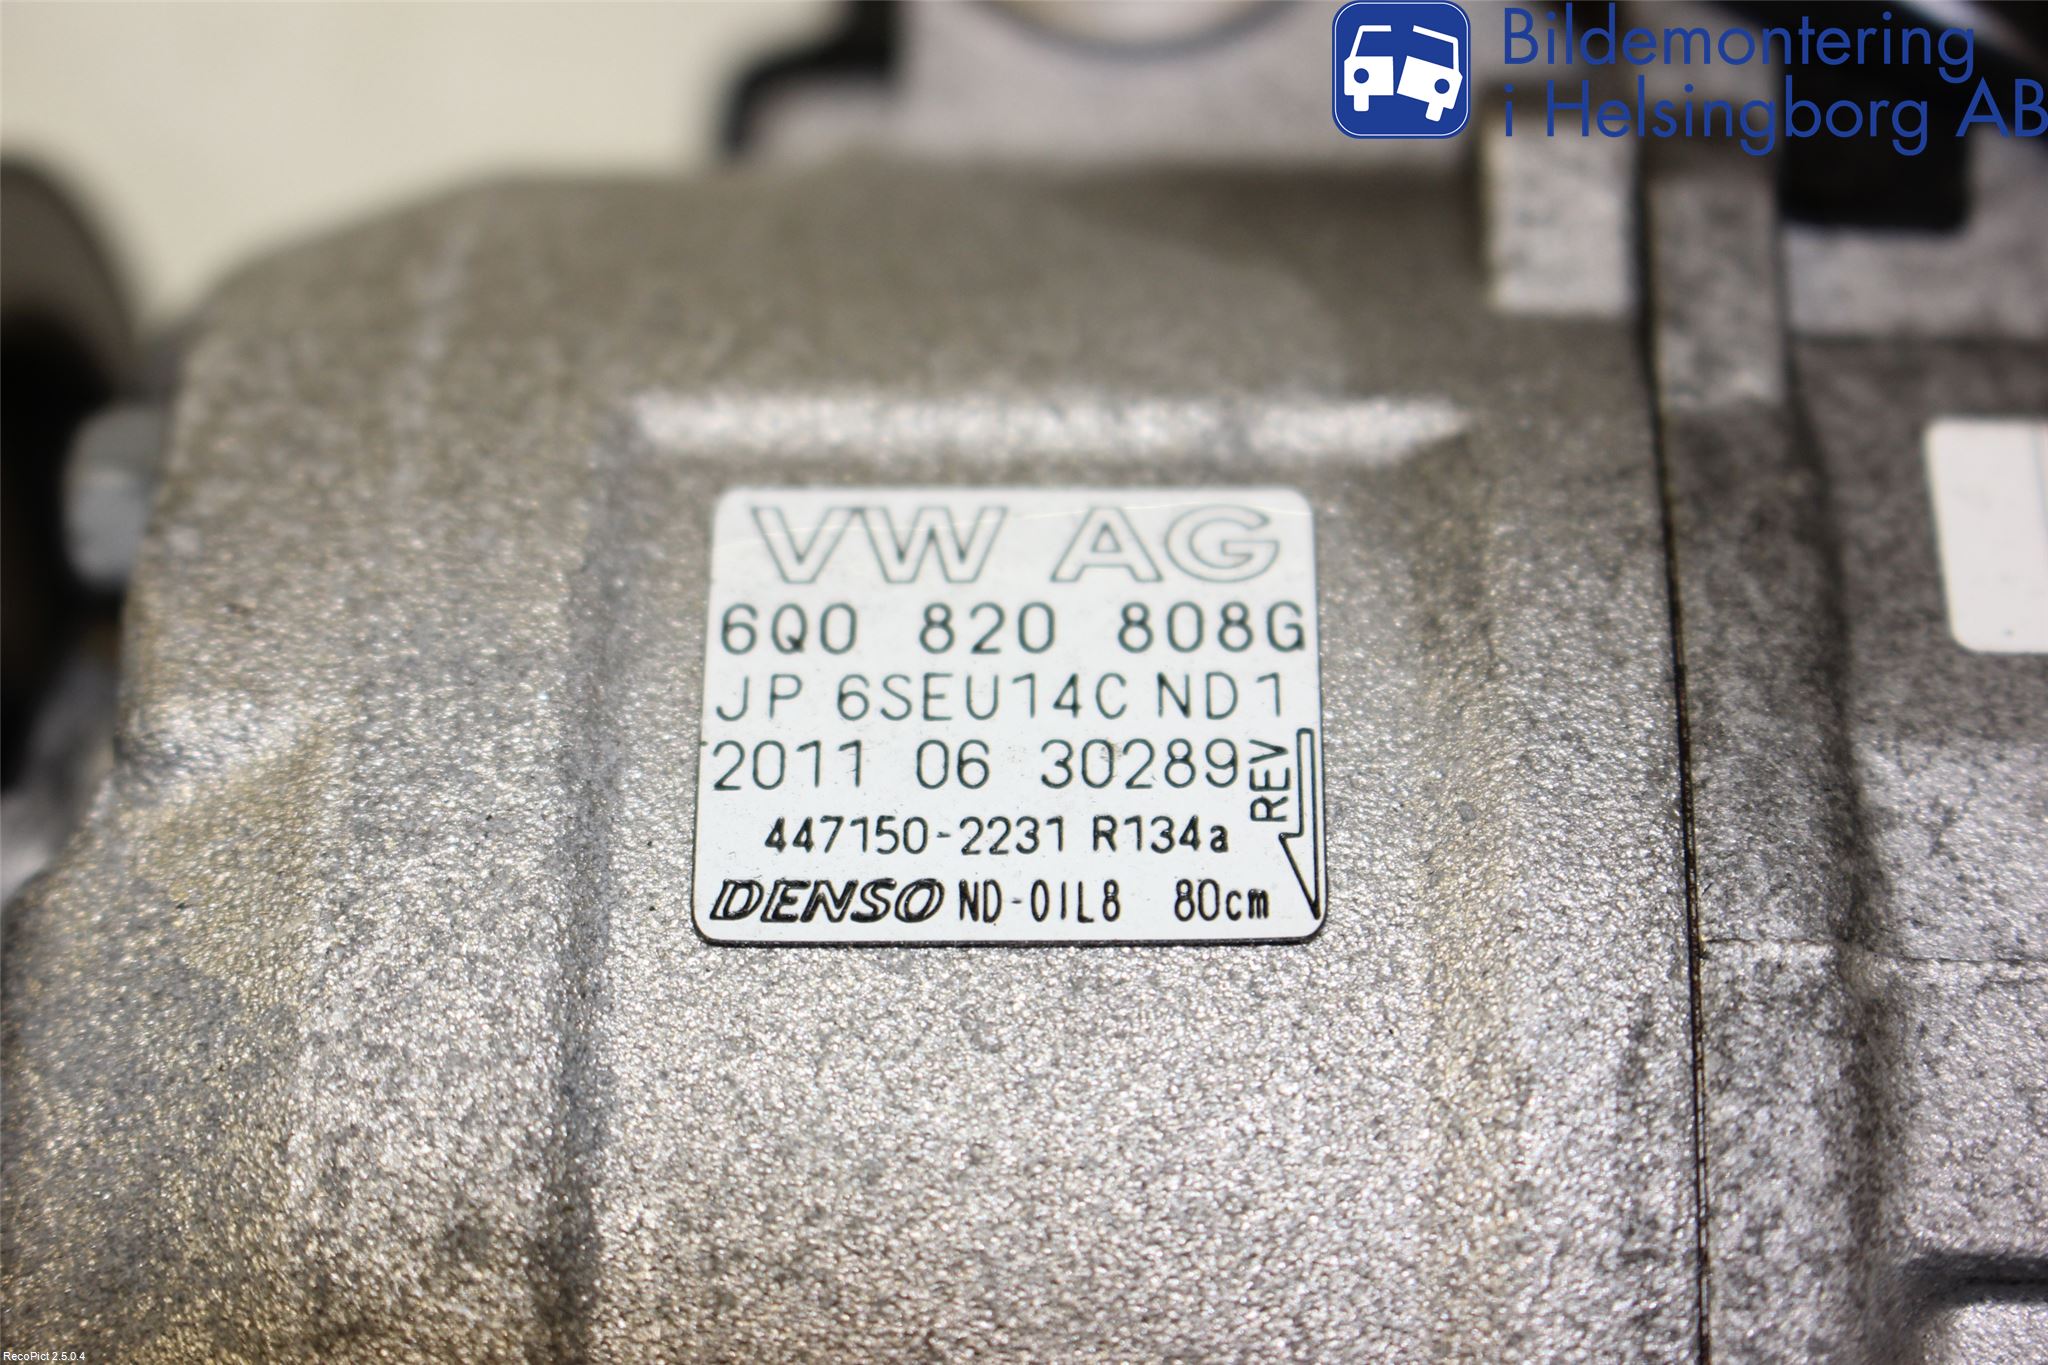 Bildemontering
i Helsingborg AB
VW AG
6Q0 820 808G
JP 6SEU14C ND1
2011 06 30289
REV
447150-2231 R134a
DENSO ND-OIL8 80cm
RecoPict 2.5.0.4